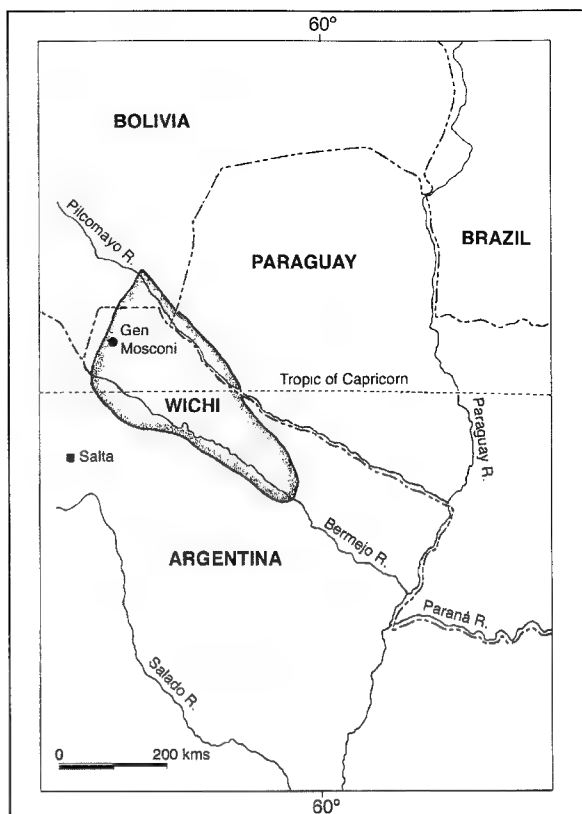 60°
BOLIVIA
Pilcomayo R.
BRAZIL
PARAGUAY
Gen
Mosconi
Tropic of Capricorn
WICHI
Paraguay R.
Salta
Bermejo R.
ARGENTINA
Paraná R.
Salado R.
0 200 kms
60°